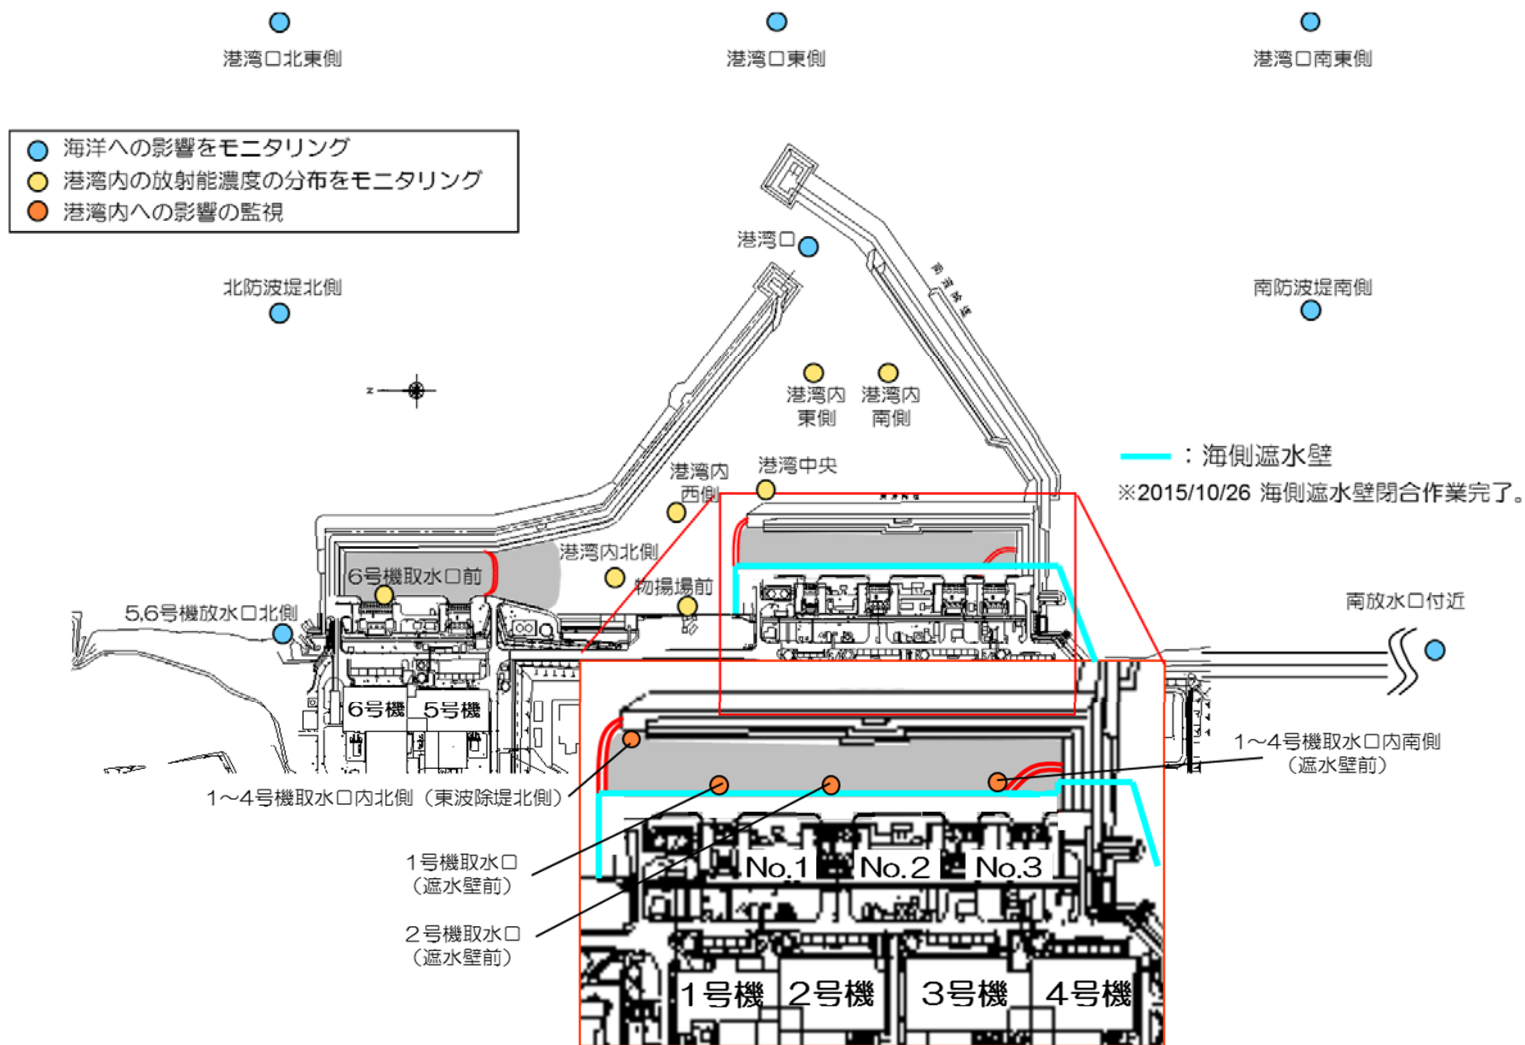 港湾口北東側
港湾口東側
港湾口南東側
海洋への影響をモニタリング
港湾内の放射能濃度の分布をモニタリング
港湾内への影響の監視
港湾口
北防波堤北側
南防波堤南側
N
港湾内
東側
港湾内
南側
:海側遮水壁
※2015/10/26 海側遮水壁閉合作業完了。
港湾内
西側
港湾中央
港湾内北側
6号機取水口前
物揚場前
5,6号機放水口北側
南放水口付近
6号機
5号機
1～4号機取水口内南側
(遮水壁前)
1～4号機取水口内北側(東波除堤北側)
1号機取水口
(遮水壁前)
No.1
No.2
No.3
2号機取水口
(遮水壁前)
1号機
2号機
3号機
4号機